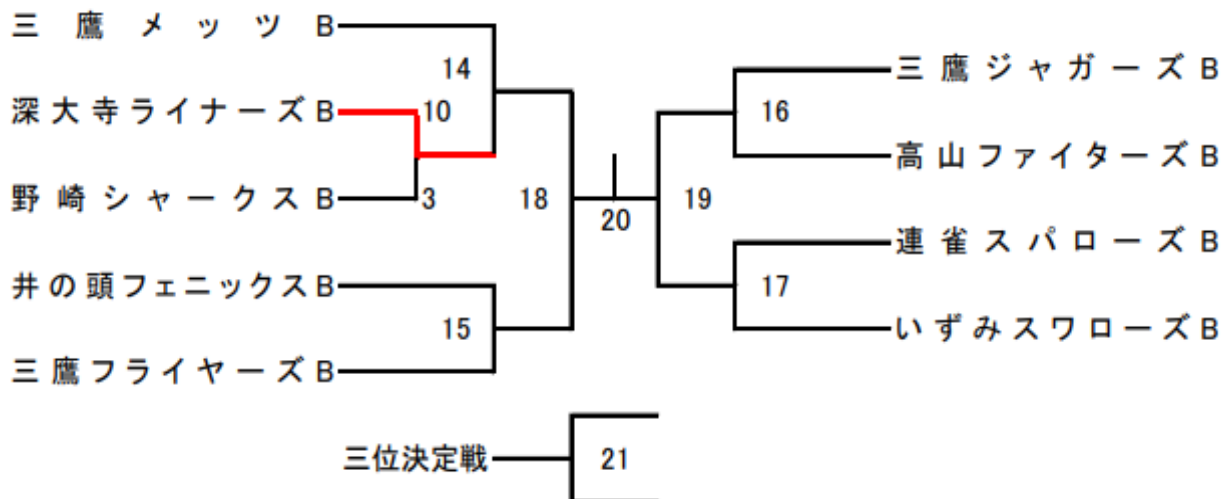 三鷹メッツB
14
三鷹ジャガーズB
深大寺ライナーズB
10
16
高山ファイターズB
野崎シャークスB
3
18
20
19
連雀スパローズB
井の頭フェニックスB
17
15
いずみスワローズB
三鷹フライヤーズB
三位決定戦
21